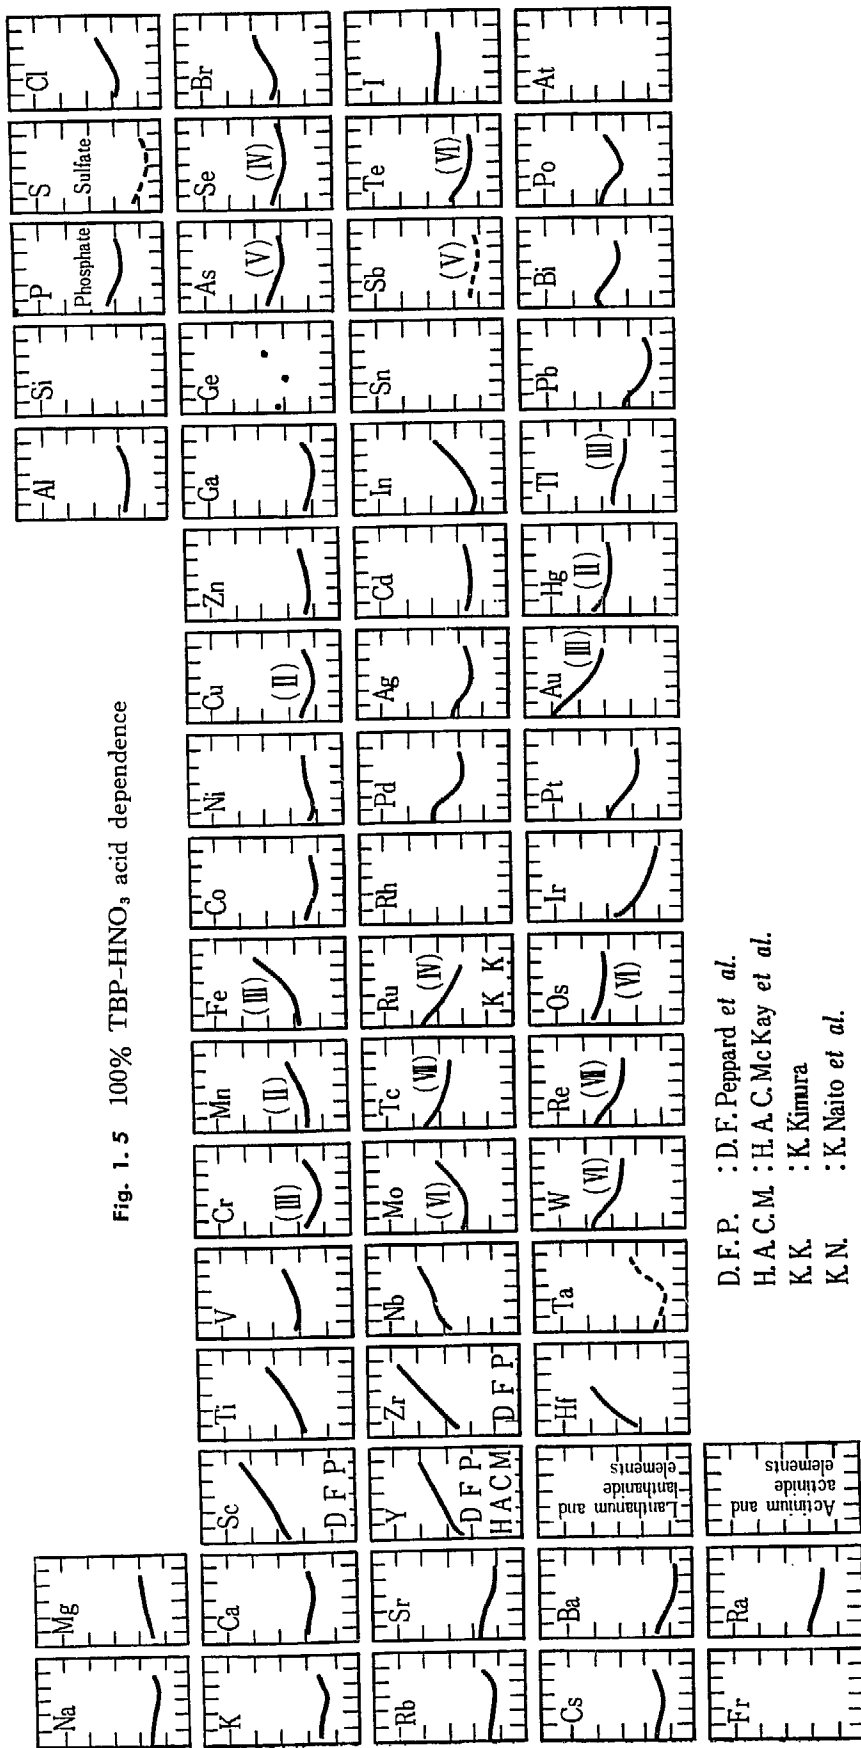 Fig. 1.5 100% TBP-HNO₃ acid dependence
Na
Mg
Al
Si
P
Phosphate
S
Sulfate
Cl
K
Ca
Sc
D F P
Ti
V
Cr
(Ⅲ)
Mn
(Ⅱ)
Fe
(Ⅲ)
Co
Ni
Cu
(Ⅱ)
Zn
Ga
Ge
As
(Ⅴ)
Se
(Ⅳ)
Br
Rb
Sr
Y
D F P
H A C M
Zr
D F P
Nb
Mo
(Ⅵ)
Tc
(Ⅶ)
Ru
(Ⅳ)
K K
Rh
Pd
Ag
Cd
In
Sn
Sb
(Ⅴ)
Te
(Ⅵ)
I
Cs
Ba
Lanthanum and
lanthanide
elements
Hf
Ta
W
(Ⅵ)
Re
(Ⅶ)
Os
(Ⅵ)
Ir
Pt
Au
(Ⅲ)
Hg
(Ⅱ)
Tl
(Ⅲ)
Pb
Bi
Po
At
Fr
Ra
Actinium and
actinide
elements
D.F.P. : D.F.Peppard et al.
H.A.C.M. : H.A.C.McKay et al.
K.K. : K.Kimura
K.N. : K.Naito et al.